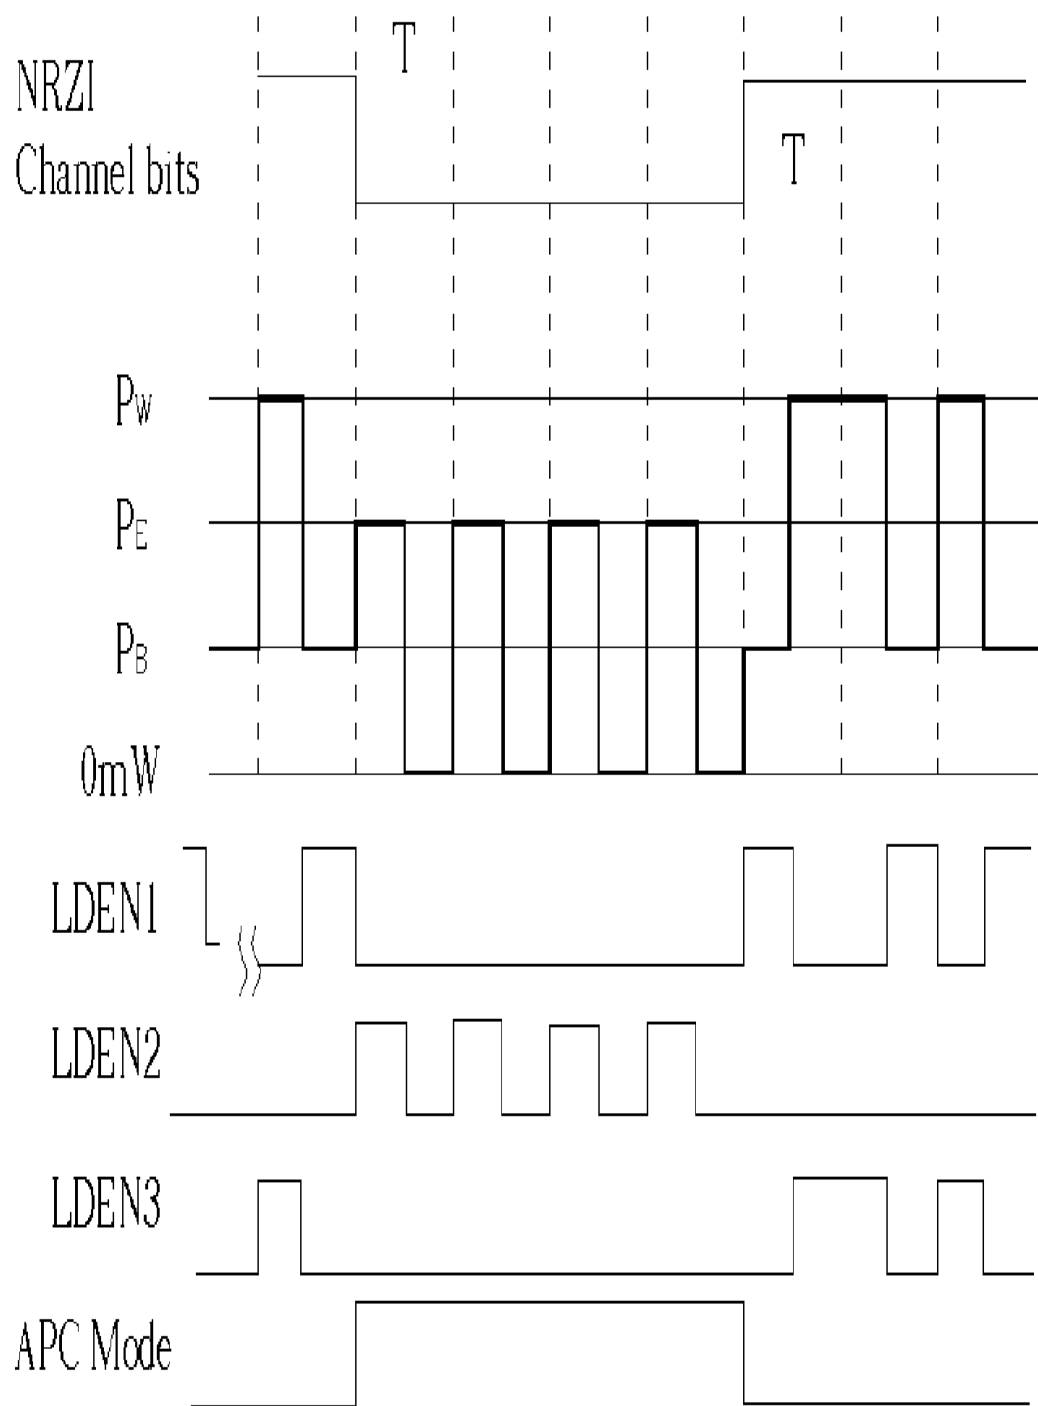 T
NRZI
Channel bits
T
PW
PE
PB
0mW
LDEN1
LDEN2
LDEN3
APC Mode